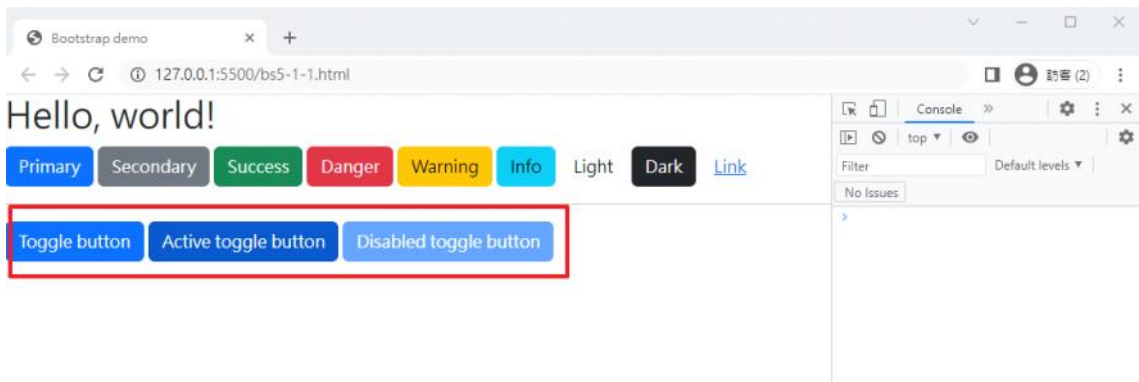 Bootstrap demo
127.0.0.1:5500/bs5-1-1.html
訪客 (2)
Hello, world!
Primary Secondary Success Danger Warning Info Light Dark Link
Toggle button Active toggle button Disabled toggle button
Console
top
Filter Default levels
No Issues